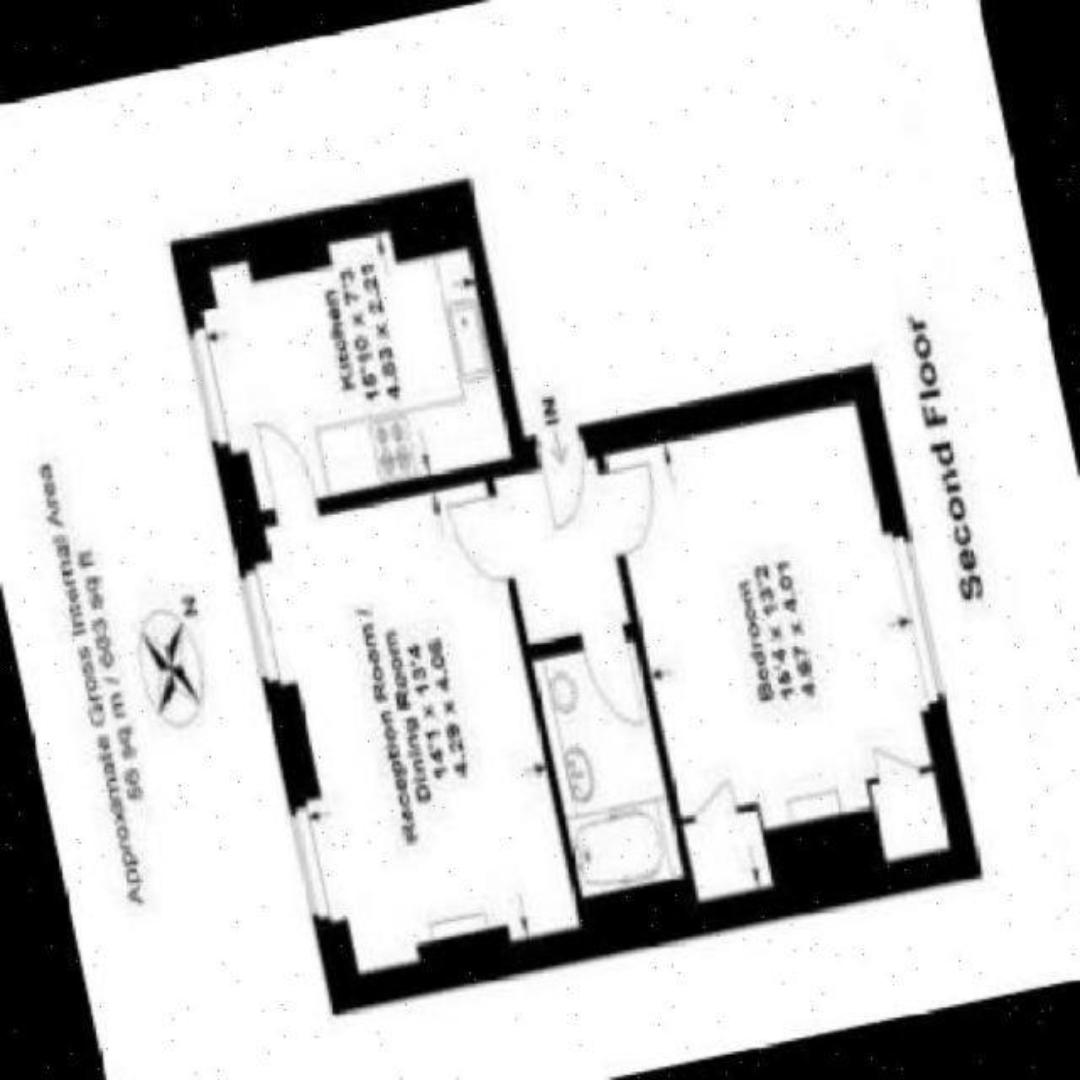 Approximate Gross Internal Area
56 sq m / 603 sq ft
N
Kitchen
15'10 x 7'3
4.83 x 2.21
Reception Room /
Dining Room
14'1 x 13'4
4.29 x 4.06
IN
Bedroom
15'4 x 13'2
4.67 x 4.01
Second Floor